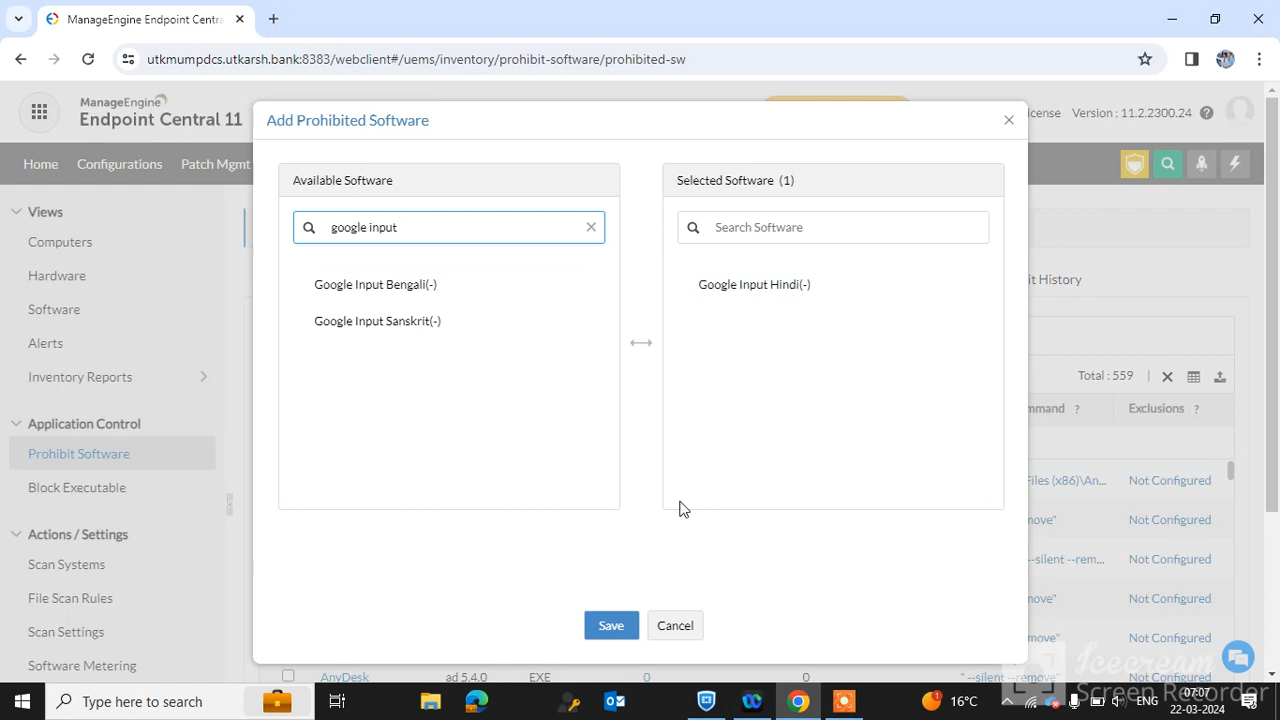 ManageEngine Endpoint Centra
utkmumpdcs.utkarsh.bank:8383/webclient#/uems/inventory/prohibit-software/prohibited-sw
ManageEngine
Endpoint Central 11
icense Version : 11.2.2300.24
Home Configurations Patch Mgmt
Add Prohibited Software
Available Software
google input
Google Input Bengali(-)
Google Input Sanskrit(-)
Selected Software (1)
Search Software
Google Input Hindi(-)
Save Cancel
Views
Computers
Hardware
Software
Alerts
Inventory Reports
Application Control
Prohibit Software
Block Executable
Actions / Settings
Scan Systems
File Scan Rules
Scan Settings
Software Metering
it History
Total : 559
mmand ? Exclusions ?
Files (x86)\An... Not Configured
move" Not Configured
--silent --rem... Not Configured
move" Not Configured
move" Not Configured
AnyDesk ad 5.4.0 EXE 0 0 " --silent --remove"
Icecream
Screen Recorder
Type here to search
16°C
ENG
07:07
22-03-2024